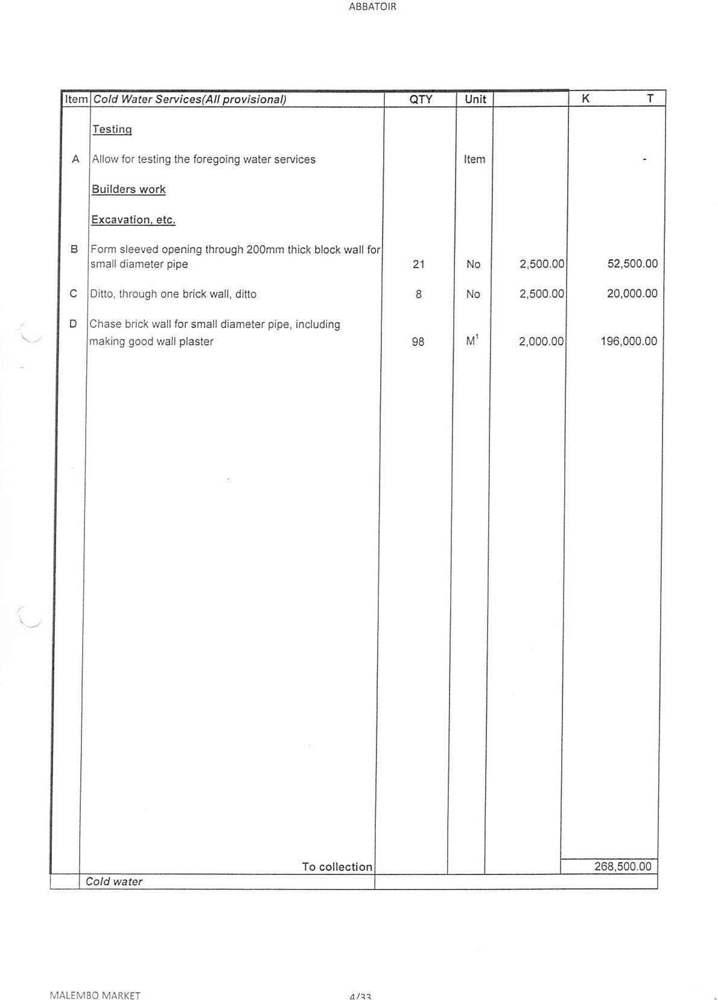 ABBATOIR
Item Cold Water Services(All provisional) QTY Unit K T
Testing
A Allow for testing the foregoing water services Item -
Builders work
Excavation, etc.
B Form sleeved opening through 200mm thick block wall for
small diameter pipe 21 No 2,500.00 52,500.00
C Ditto, through one brick wall, ditto 8 No 2,500.00 20,000.00
D Chase brick wall for small diameter pipe, including
making good wall plaster 98 M¹ 2,000.00 196,000.00
To collection 268,500.00
Cold water
MALEMBO MARKET 4/33